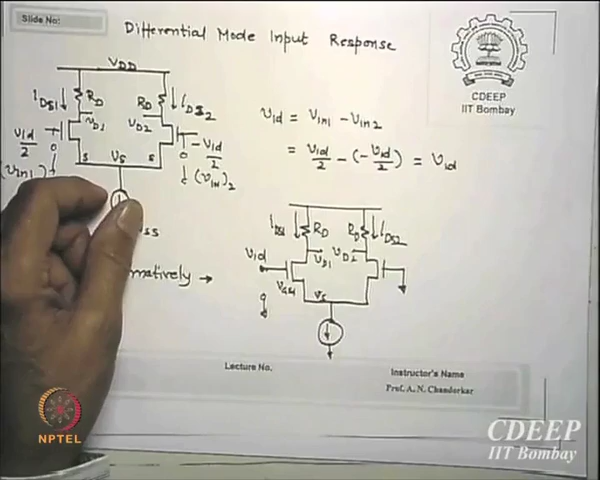 Slide No:
Differential Mode Input Response
CDEEP
IIT Bombay
VDD
IDS1
RD
RD
IDS2
vD1
vD2
vid/2
-vid/2
(vin1)
(vin)2
S
VS
S
SS
vid = vin1 - vin2
= vid/2 - (-vid/2) = vid
matively →
IDS1
RD
RD
IDS2
vid
vD1
vD2
vGS1
vS
Lecture No.
Instructor's Name
Prof. A. N. Chandorkar
NPTEL
CDEEP
IIT Bombay